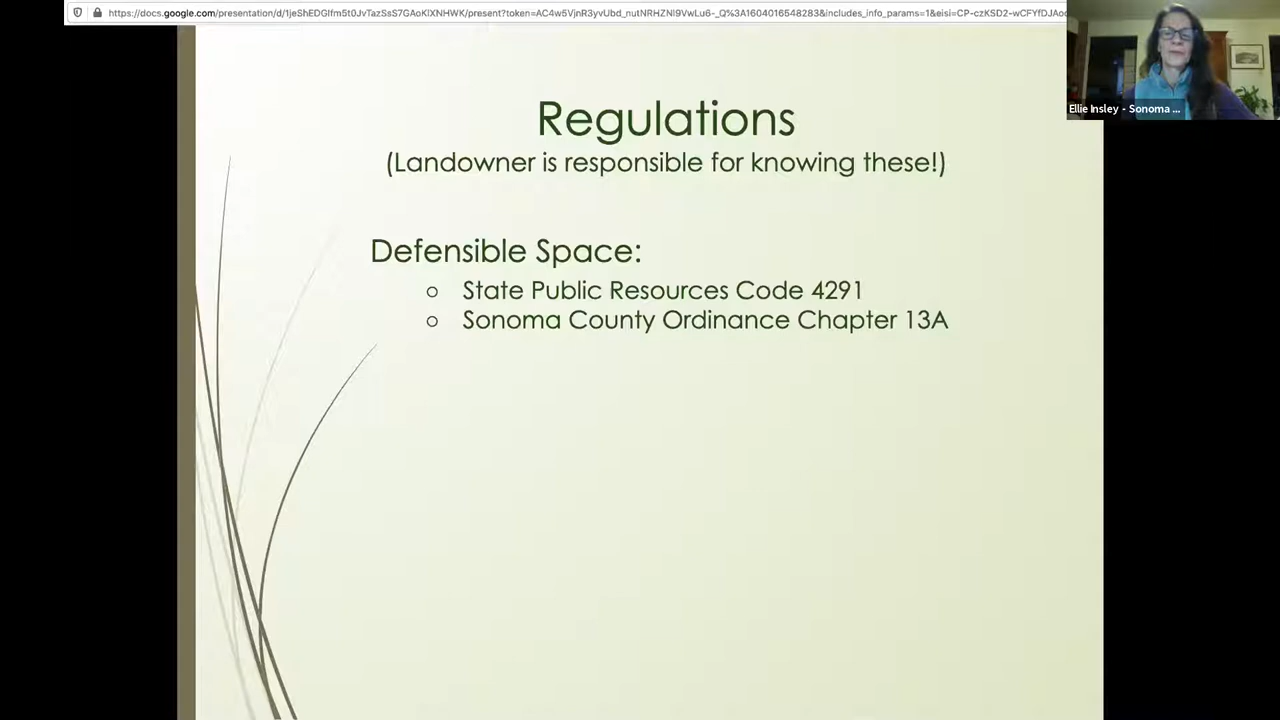 Regulations
(Landowner is responsible for knowing these!)
Defensible Space:
○ State Public Resources Code 4291
○ Sonoma County Ordinance Chapter 13A
Ellie Insley - Sonoma ...